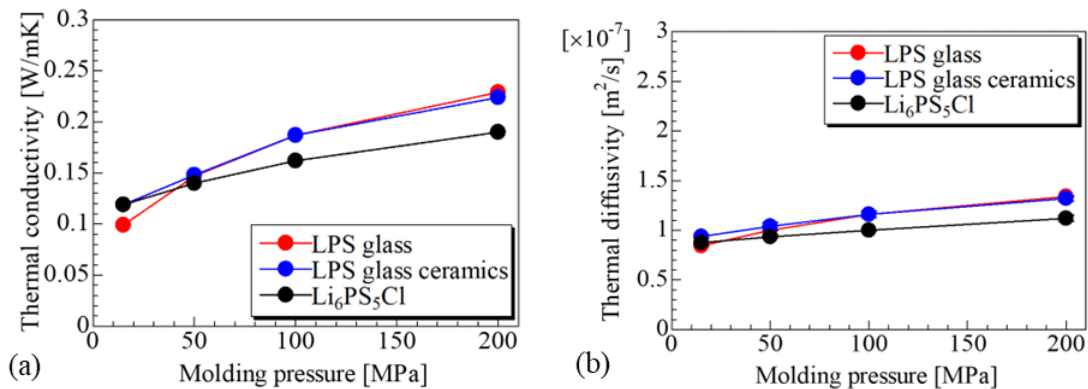 Thermal conductivity [W/mK]
0.3
0.25
0.2
0.15
0.1
0.05
0
LPS glass
LPS glass ceramics
Li₆PS₅Cl
0 50 100 150 200
Molding pressure [MPa]
(a)
[×10⁻⁷]
Thermal diffusivity [m²/s]
3
2.5
2
1.5
1
0.5
0
LPS glass
LPS glass ceramics
Li₆PS₅Cl
0 50 100 150 200
Molding pressure [MPa]
(b)